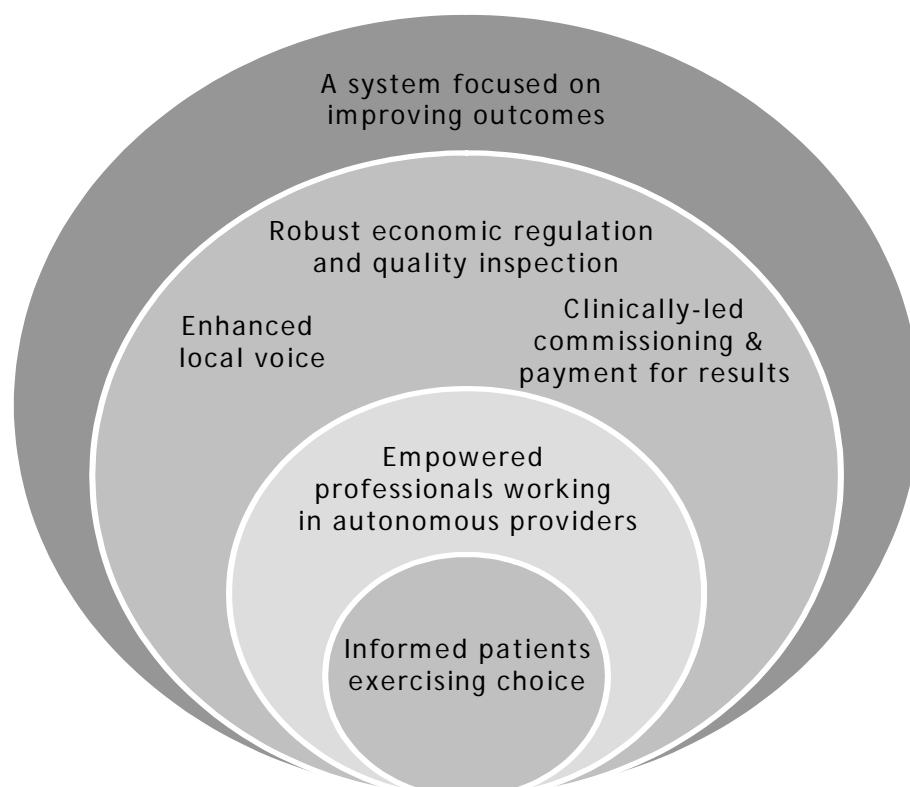 A system focused on
improving outcomes
Robust economic regulation
and quality inspection
Enhanced
local voice
Clinically-led
commissioning &
payment for results
Empowered
professionals working
in autonomous providers
Informed patients
exercising choice